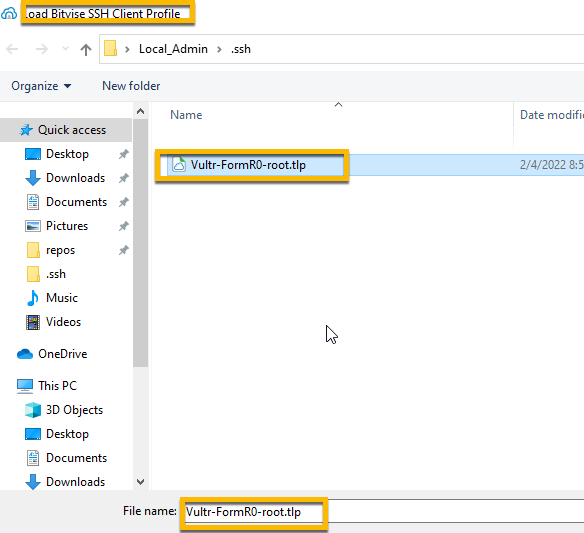 Load Bitvise SSH Client Profile
Local_Admin > .ssh
Organize New folder
Name Date modifi
Quick access
Desktop
Downloads
Documents
Pictures
repos
.ssh
Music
Videos
OneDrive
This PC
3D Objects
Desktop
Documents
Downloads
Vultr-FormR0-root.tlp 2/4/2022 8:5
File name: Vultr-FormR0-root.tlp